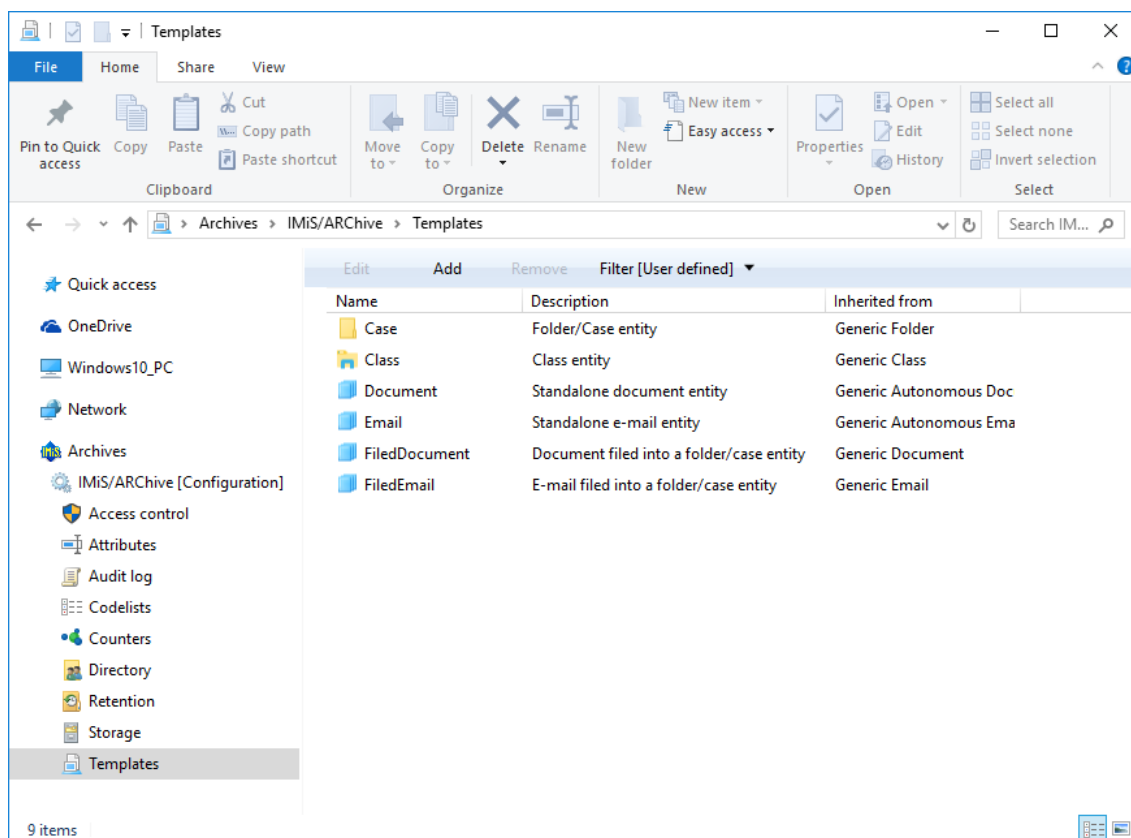 Templates
File Home Share View
Pin to Quick access
Copy
Paste
Cut
Copy path
Paste shortcut
Clipboard
Move to
Copy to
Delete
Rename
Organize
New folder
New item
Easy access
New
Properties
Open
Edit
History
Open
Select all
Select none
Invert selection
Select
Archives > IMiS/ARChive > Templates
Search IM...
Quick access
OneDrive
Windows10_PC
Network
Archives
IMiS/ARChive [Configuration]
Access control
Attributes
Audit log
Codelists
Counters
Directory
Retention
Storage
Templates
Edit Add Remove Filter [User defined]
Name Description Inherited from
Case Folder/Case entity Generic Folder
Class Class entity Generic Class
Document Standalone document entity Generic Autonomous Doc
Email Standalone e-mail entity Generic Autonomous Ema
FiledDocument Document filed into a folder/case entity Generic Document
FiledEmail E-mail filed into a folder/case entity Generic Email
9 items